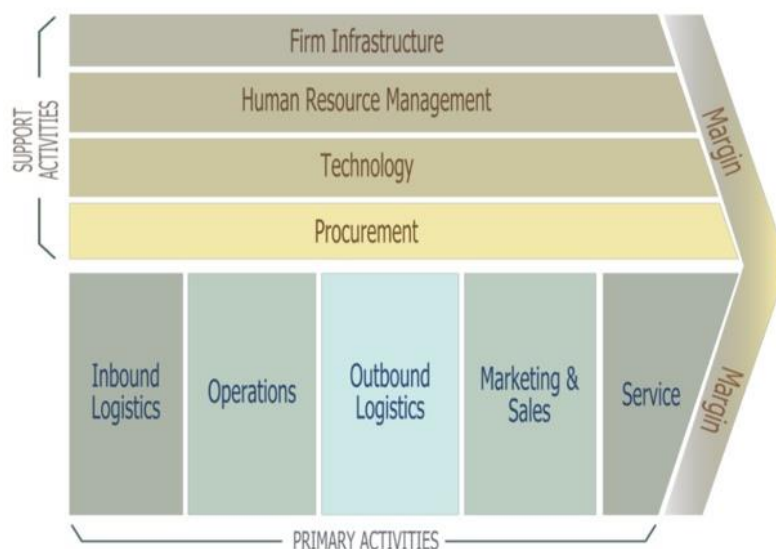 SUPPORT
ACTIVITIES
Firm Infrastructure
Human Resource Management
Technology
Procurement
Margin
Inbound
Logistics
Operations
Outbound
Logistics
Marketing &
Sales
Service
Margin
PRIMARY ACTIVITIES